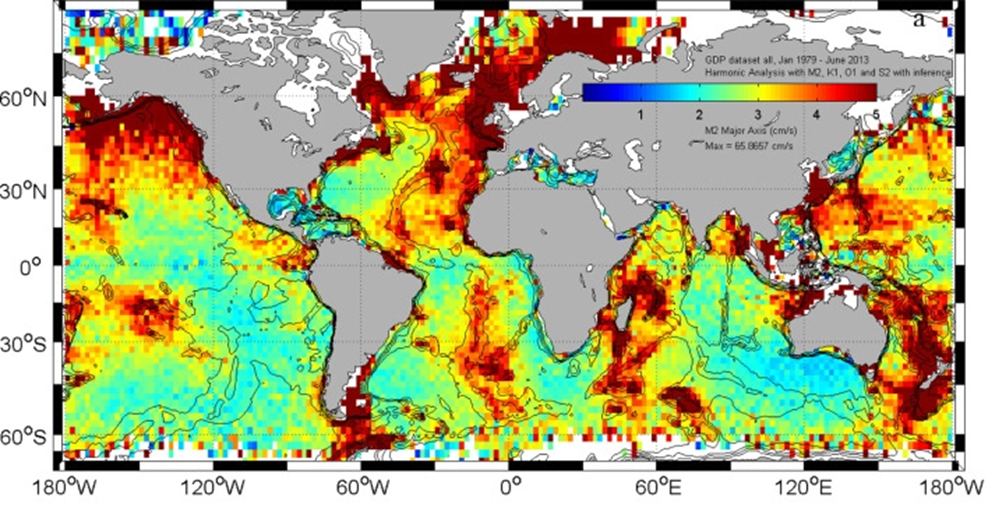 a
GDP dataset all, Jan 1979 - June 2013
Harmonic Analysis with M2, K1, O1 and S2 with inference
1 2 3 4 5
M2 Major Axis (cm/s)
Max = 65.8657 cm/s
60°N
30°N
0°
30°S
60°S
180°W 120°W 60°W 0° 60°E 120°E 180°W